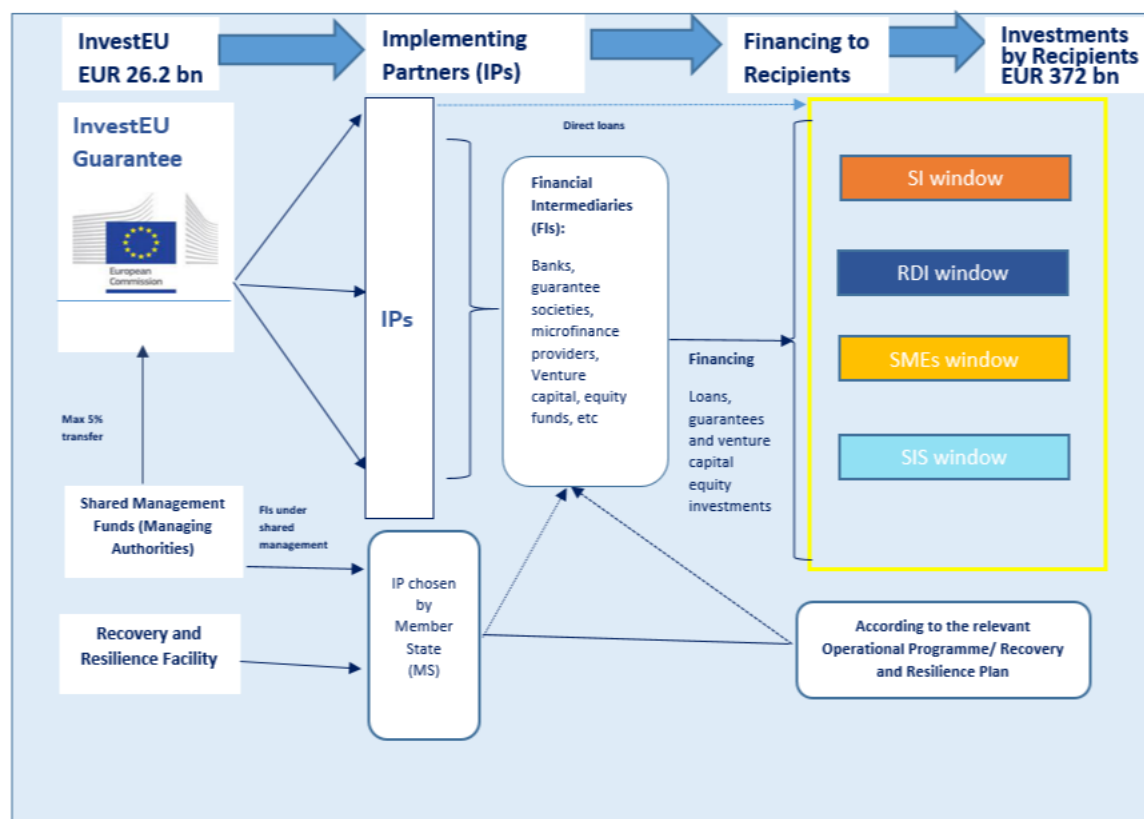 InvestEU
EUR 26.2 bn
Implementing
Partners (IPs)
Financing to
Recipients
Investments
by Recipients
EUR 372 bn
InvestEU
Guarantee
European
Commission
Max 5%
transfer
Shared Management
Funds (Managing
Authorities)
FIs under
shared
management
Recovery and
Resilience Facility
IPs
IP chosen
by
Member
State
(MS)
Direct loans
Financial
Intermediaries
(FIs):
Banks,
guarantee
societies,
microfinance
providers,
Venture
capital, equity
funds, etc
Financing
Loans,
guarantees
and venture
capital
equity
investments
SI window
RDI window
SMEs window
SIS window
According to the relevant
Operational Programme/ Recovery
and Resilience Plan